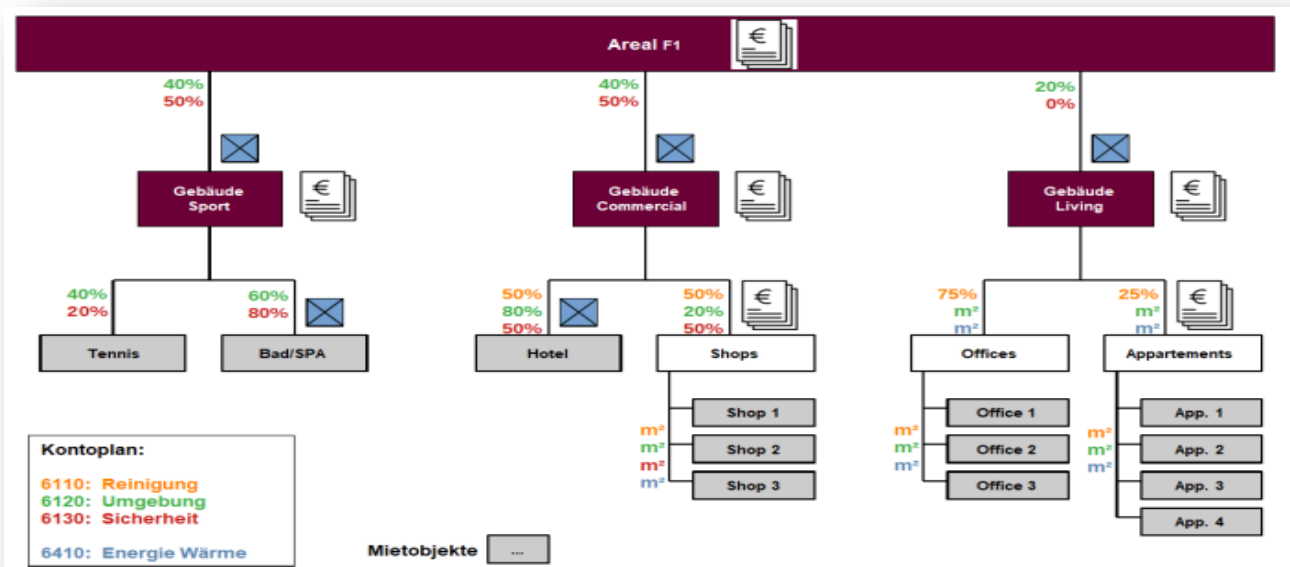 Areal F1
€
40%
50%
40%
50%
20%
0%
Gebäude
Sport
€
Gebäude
Commercial
€
Gebäude
Living
€
40%
20%
60%
80%
50%
80%
50%
50%
20%
50%
€
75%
m²
m²
25%
m²
m²
€
Tennis
Bad/SPA
Hotel
Shops
Offices
Appartements
m²
m²
m²
m²
Shop 1
Shop 2
Shop 3
m²
m²
m²
Office 1
Office 2
Office 3
m²
m²
m²
App. 1
App. 2
App. 3
App. 4
Kontoplan:
6110: Reinigung
6120: Umgebung
6130: Sicherheit
6410: Energie Wärme
Mietobjekte ...